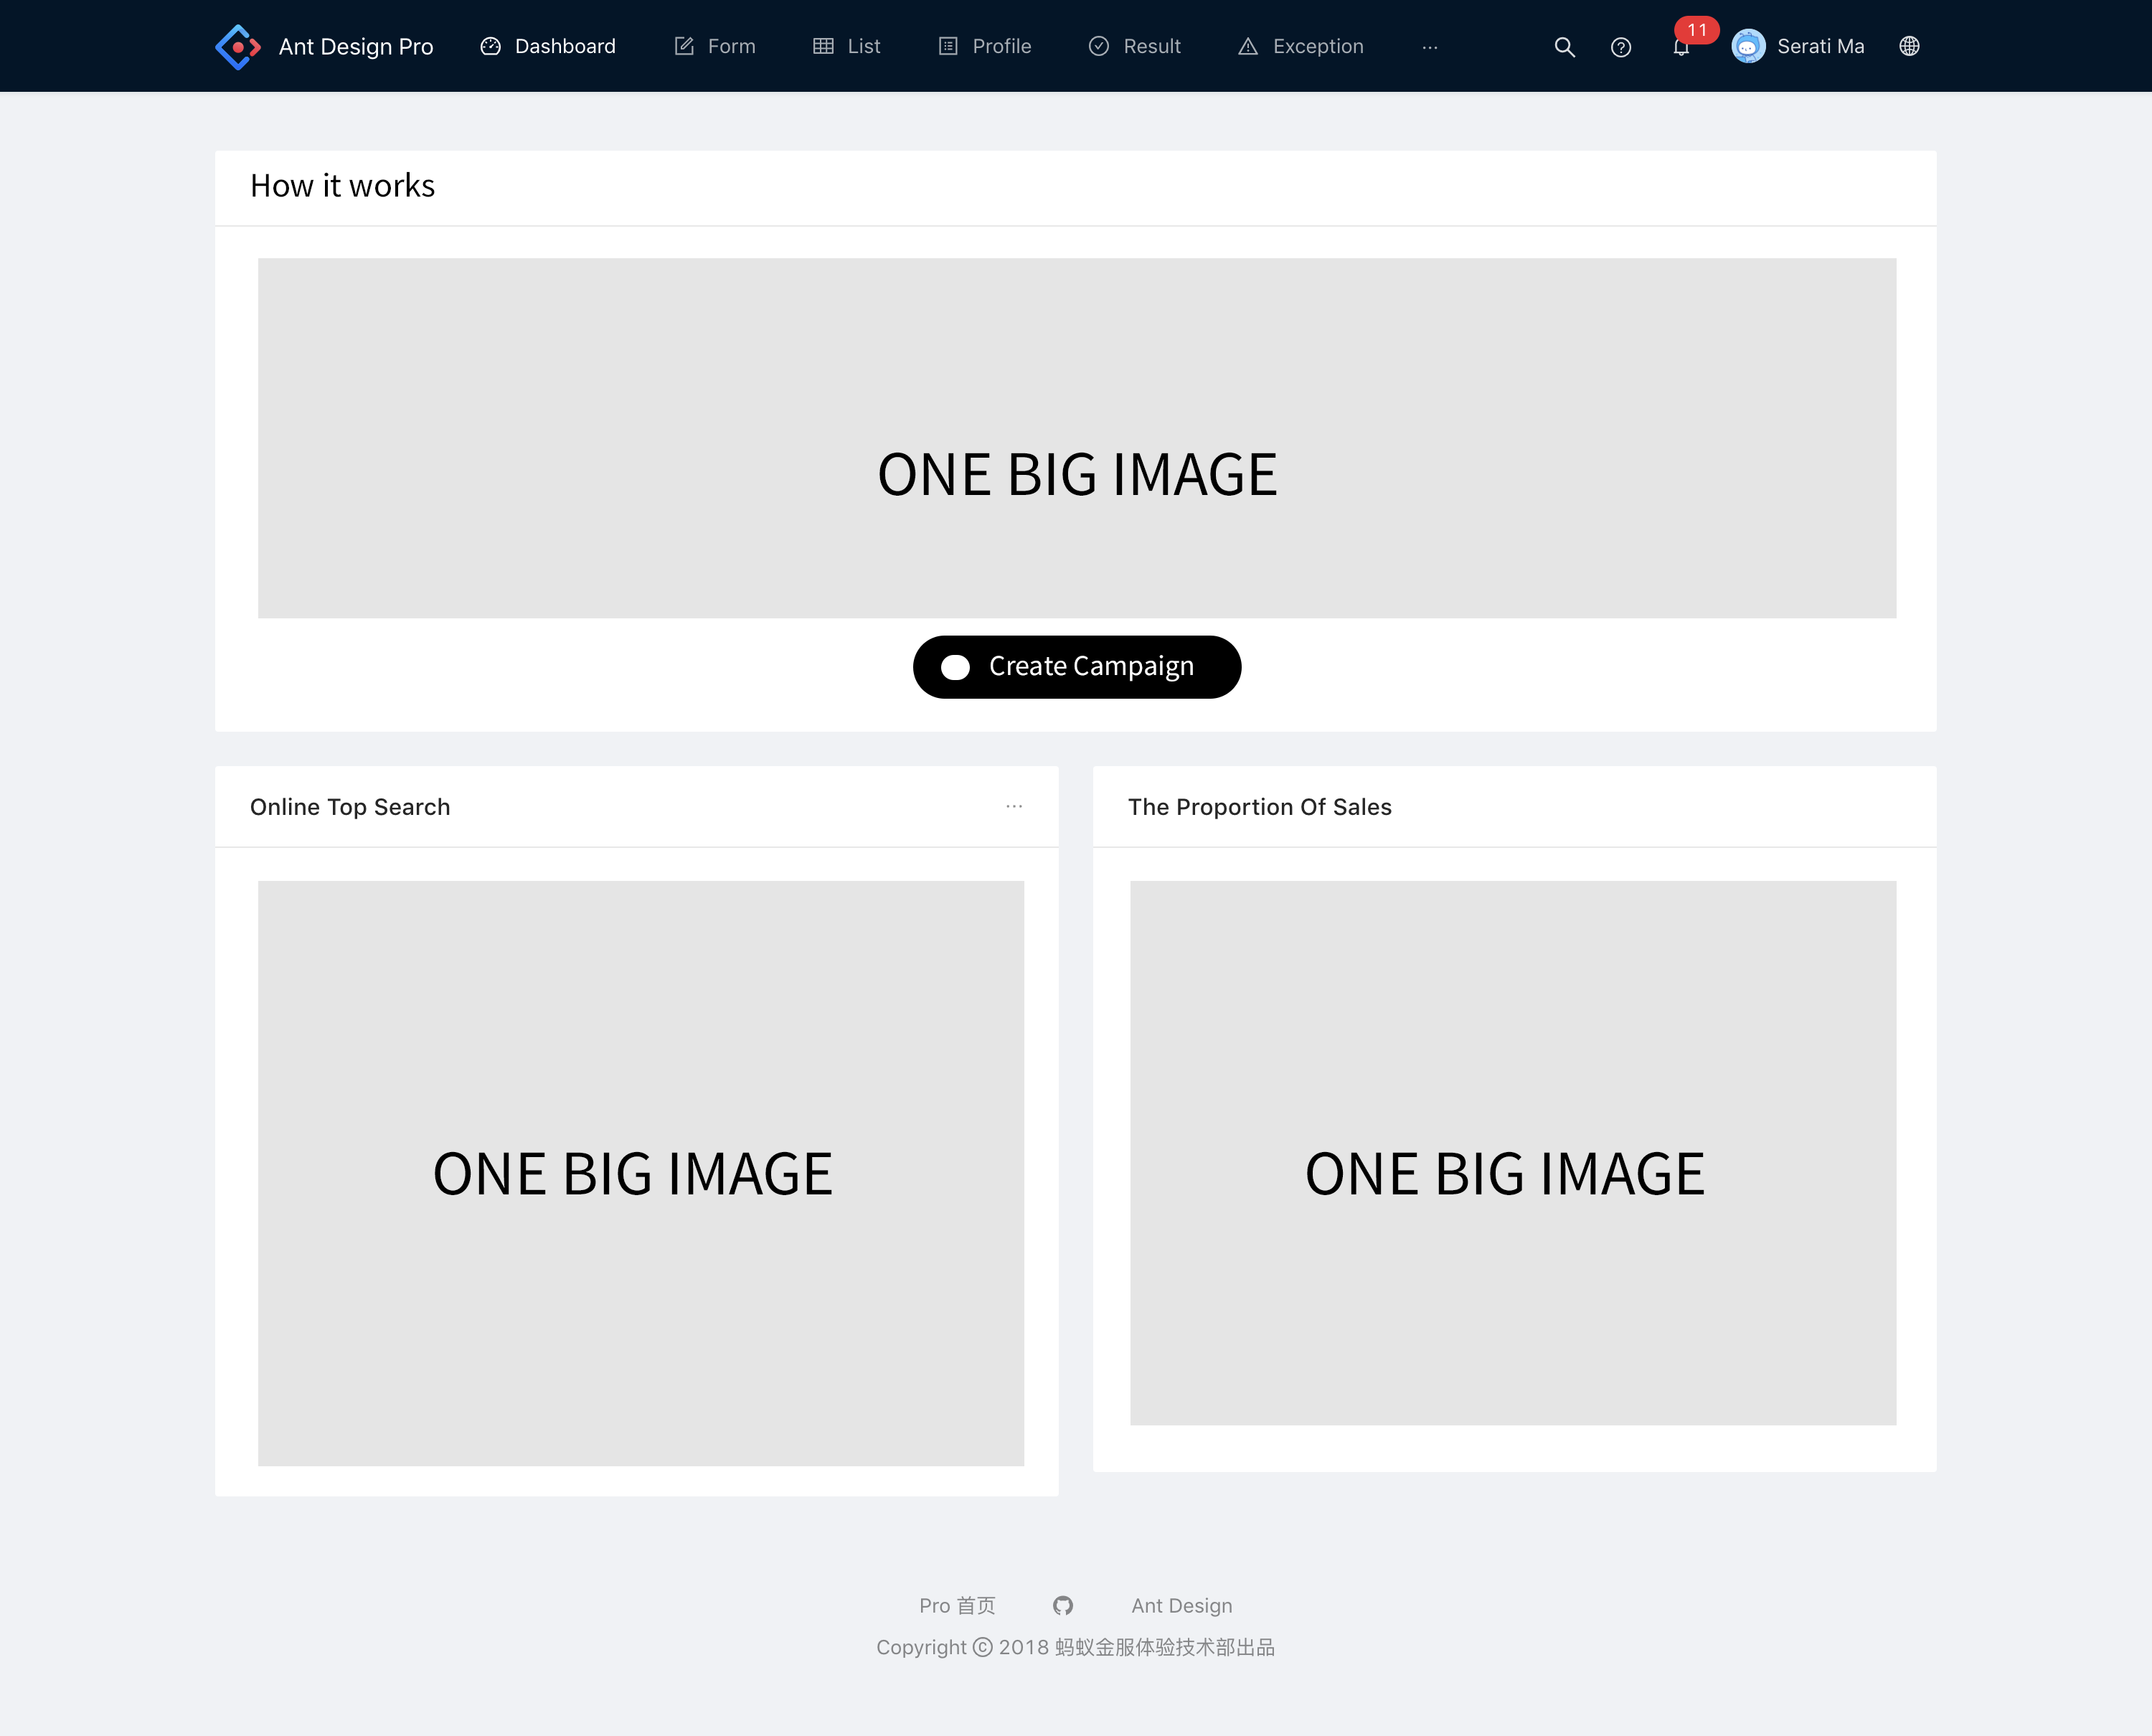 Ant Design Pro Dashboard Form List Profile Result Exception ··· 11 Serati Ma
How it works
ONE BIG IMAGE
Create Campaign
Online Top Search ···
The Proportion Of Sales
ONE BIG IMAGE
ONE BIG IMAGE
Pro 首页 Ant Design
Copyright © 2018 蚂蚁金服体验技术部出品